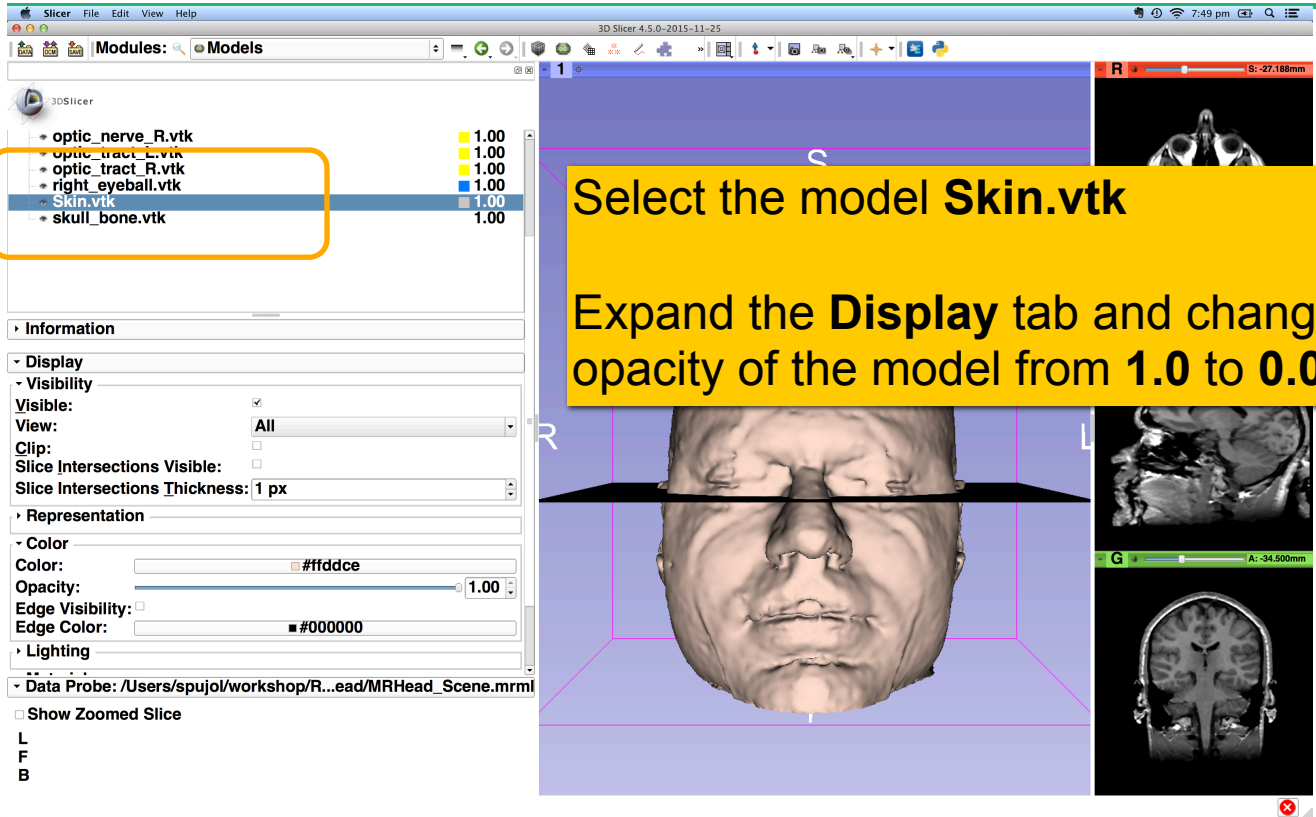 Slicer File Edit View Help 7:49 pm
3D Slicer 4.5.0-2015-11-25
DATA DCM SAVE Modules: Models »
1
R S: -27.188mm
3DSlicer
optic_nerve_R.vtk 1.00
optic_tract_L.vtk 1.00
optic_tract_R.vtk 1.00
right_eyeball.vtk 1.00
Skin.vtk 1.00
skull_bone.vtk 1.00
S
Select the model Skin.vtk
Expand the Display tab and chang
opacity of the model from 1.0 to 0.0
R L
Information
Display
Visibility
Visible:
View: All
Clip:
Slice Intersections Visible:
Slice Intersections Thickness: 1 px
Representation
Color
Color: #ffddce
Opacity: 1.00
Edge Visibility:
Edge Color: #000000
Lighting
Data Probe: /Users/spujol/workshop/R...ead/MRHead_Scene.mrml
Show Zoomed Slice
L
F
B
G A: -34.500mm